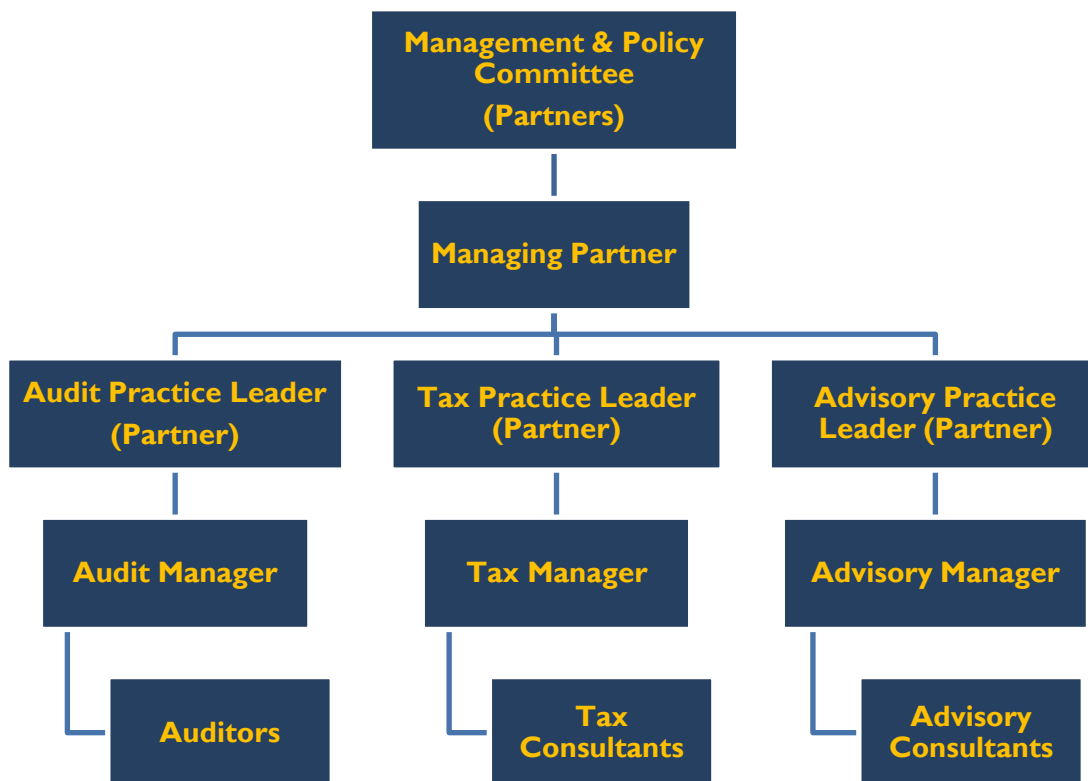 Management & Policy
Committee
(Partners)
Managing Partner
Audit Practice Leader
(Partner)
Tax Practice Leader
(Partner)
Advisory Practice
Leader (Partner)
Audit Manager
Tax Manager
Advisory Manager
Auditors
Tax
Consultants
Advisory
Consultants